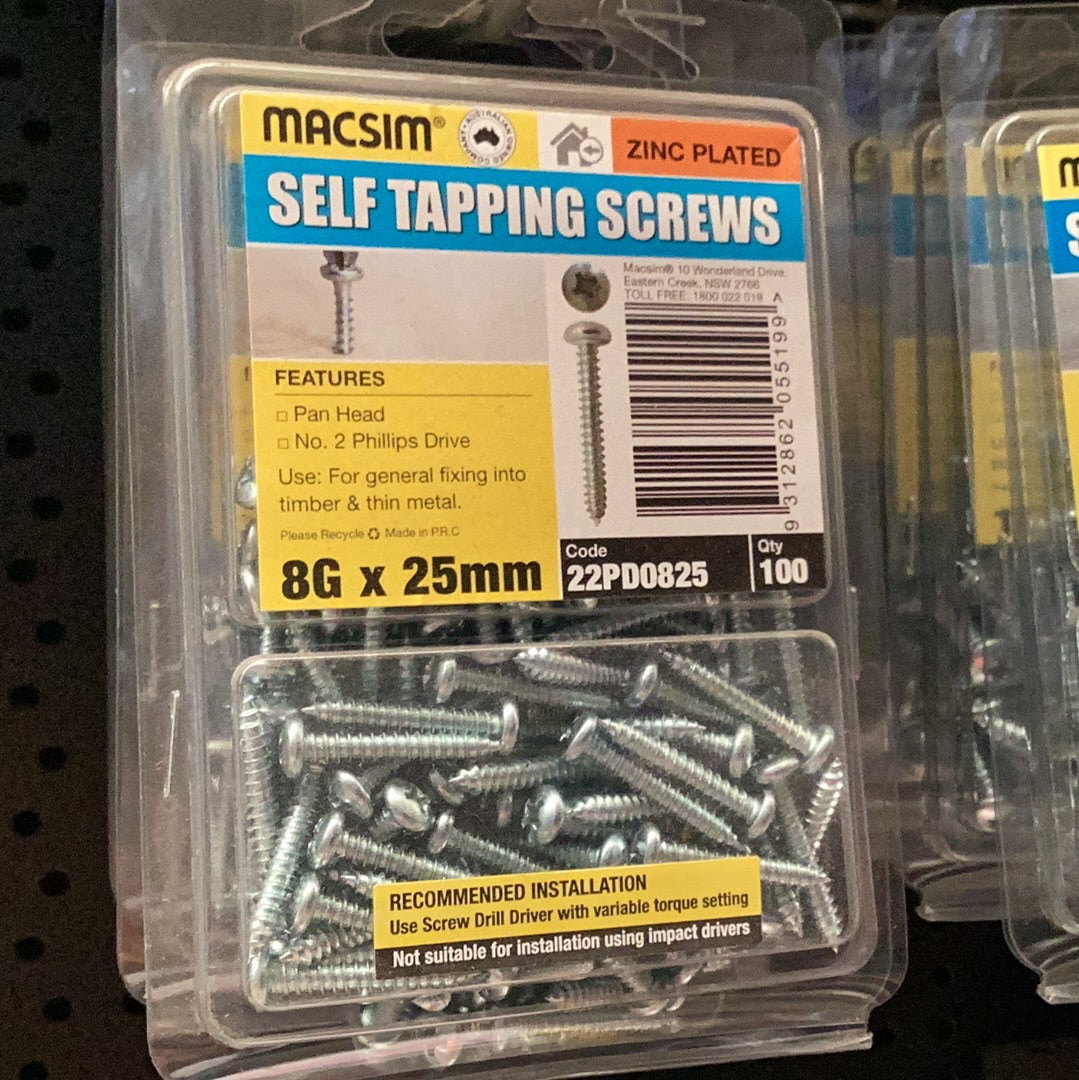 MACSIM®
AUSTRALIAN OWNED COMPANY
ZINC PLATED
SELF TAPPING SCREWS
Macsim® 10 Wonderland Drive,
Eastern Creek, NSW 2766
TOLL FREE: 1800 022 019
A
9 312862 055199
FEATURES
Pan Head
No. 2 Phillips Drive
Use: For general fixing into
timber & thin metal.
Please Recycle Made in P.R.C
8G x 25mm
Code
22PD0825
Qty
100
RECOMMENDED INSTALLATION
Use Screw Drill Driver with variable torque setting
Not suitable for installation using impact drivers